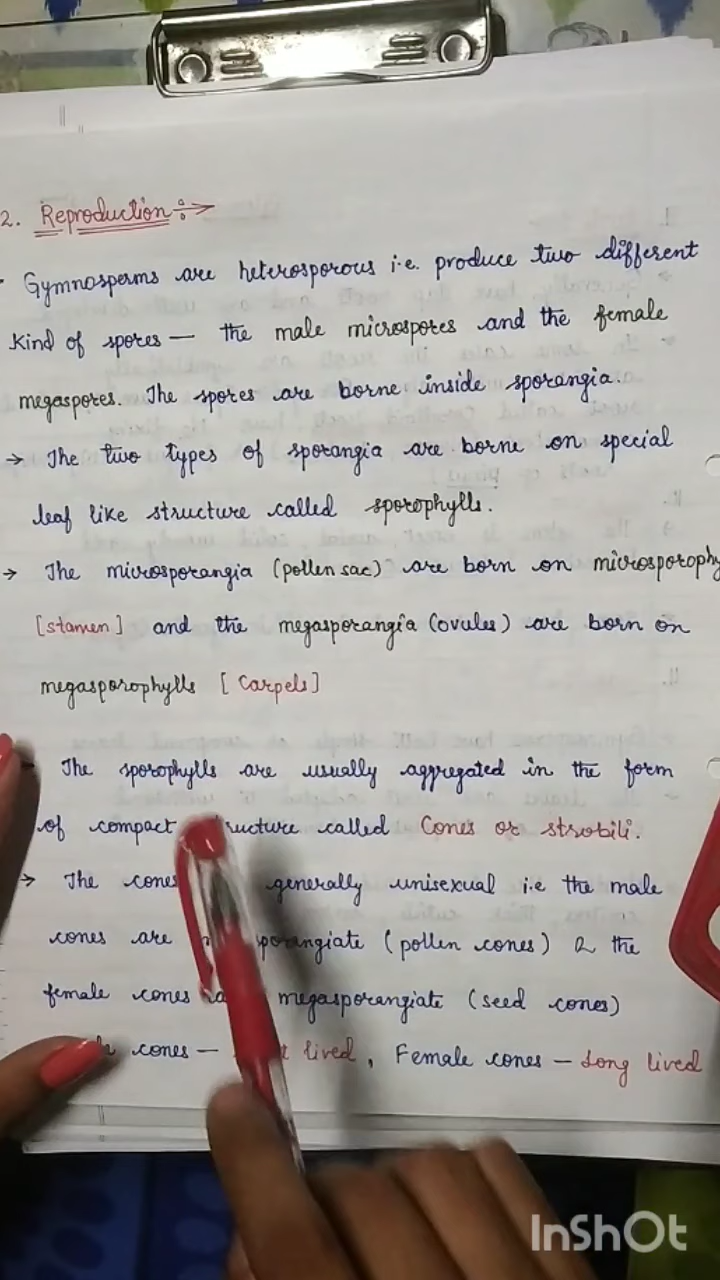 2. Reproduction :→
Gymnosperms are heterosporous i.e. produce two different
kind of spores — the male microspores and the female
megaspores. The spores are borne inside sporangia.
→ The two types of sporangia are borne on special
leaf like structure called sporophylls.
→ The microsporangia (pollen sac) are born on microsporophy
[stamen] and the megasporangia (ovules) are born on
megasporophylls [Carpels]
The sporophylls are usually aggregated in the form
of compact ructure called Cones or strobili.
→ The cones generally unisexual i.e the male
cones are porangiate (pollen cones) & the
female cones megasporangiate (seed cones)
cones — lived, Female cones — Long lived
InShOt